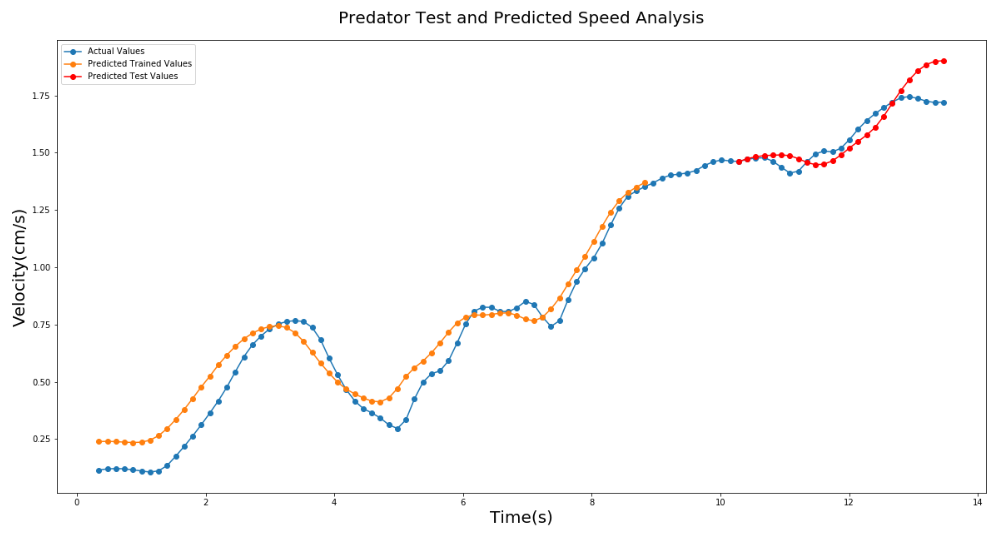 Predator Test and Predicted Speed Analysis
Actual Values
Predicted Trained Values
Predicted Test Values
Velocity(cm/s)
1.75
1.50
1.25
1.00
0.75
0.50
0.25
0 2 4 6 8 10 12 14
Time(s)